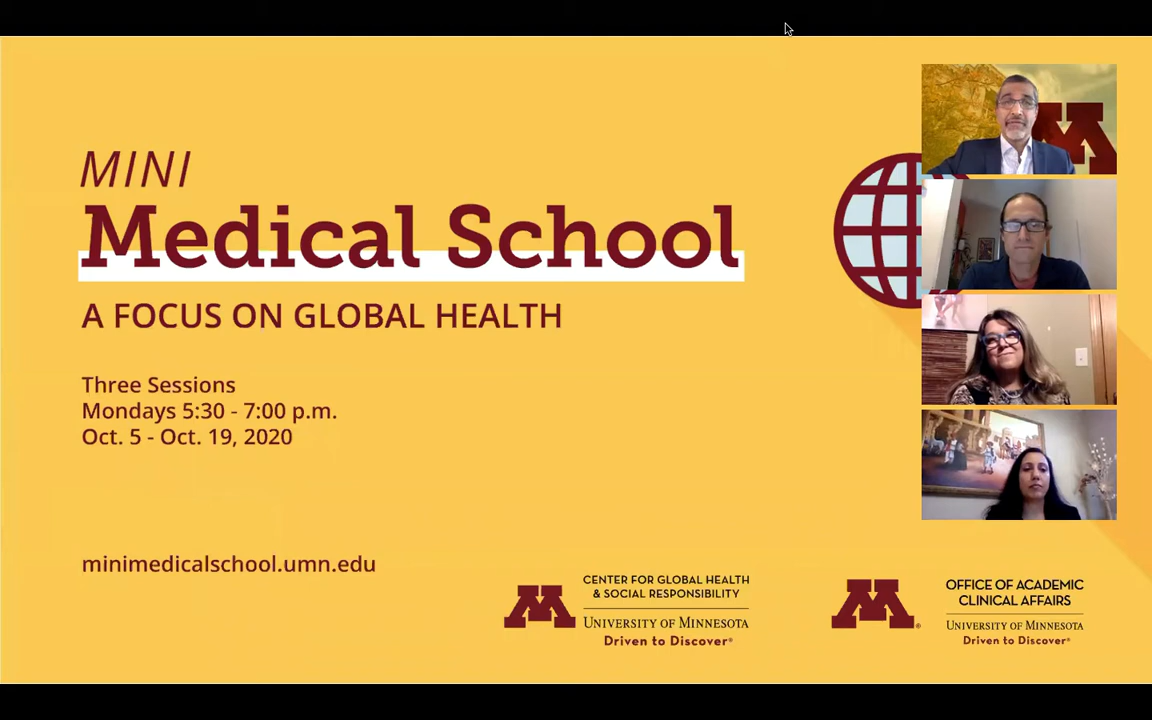 MINI
Medical School
A FOCUS ON GLOBAL HEALTH
Three Sessions
Mondays 5:30 - 7:00 p.m.
Oct. 5 - Oct. 19, 2020
minimedicalschool.umn.edu
M
CENTER FOR GLOBAL HEALTH
& SOCIAL RESPONSIBILITY
UNIVERSITY OF MINNESOTA
Driven to Discover®
M®
OFFICE OF ACADEMIC
CLINICAL AFFAIRS
UNIVERSITY OF MINNESOTA
Driven to Discover®
M